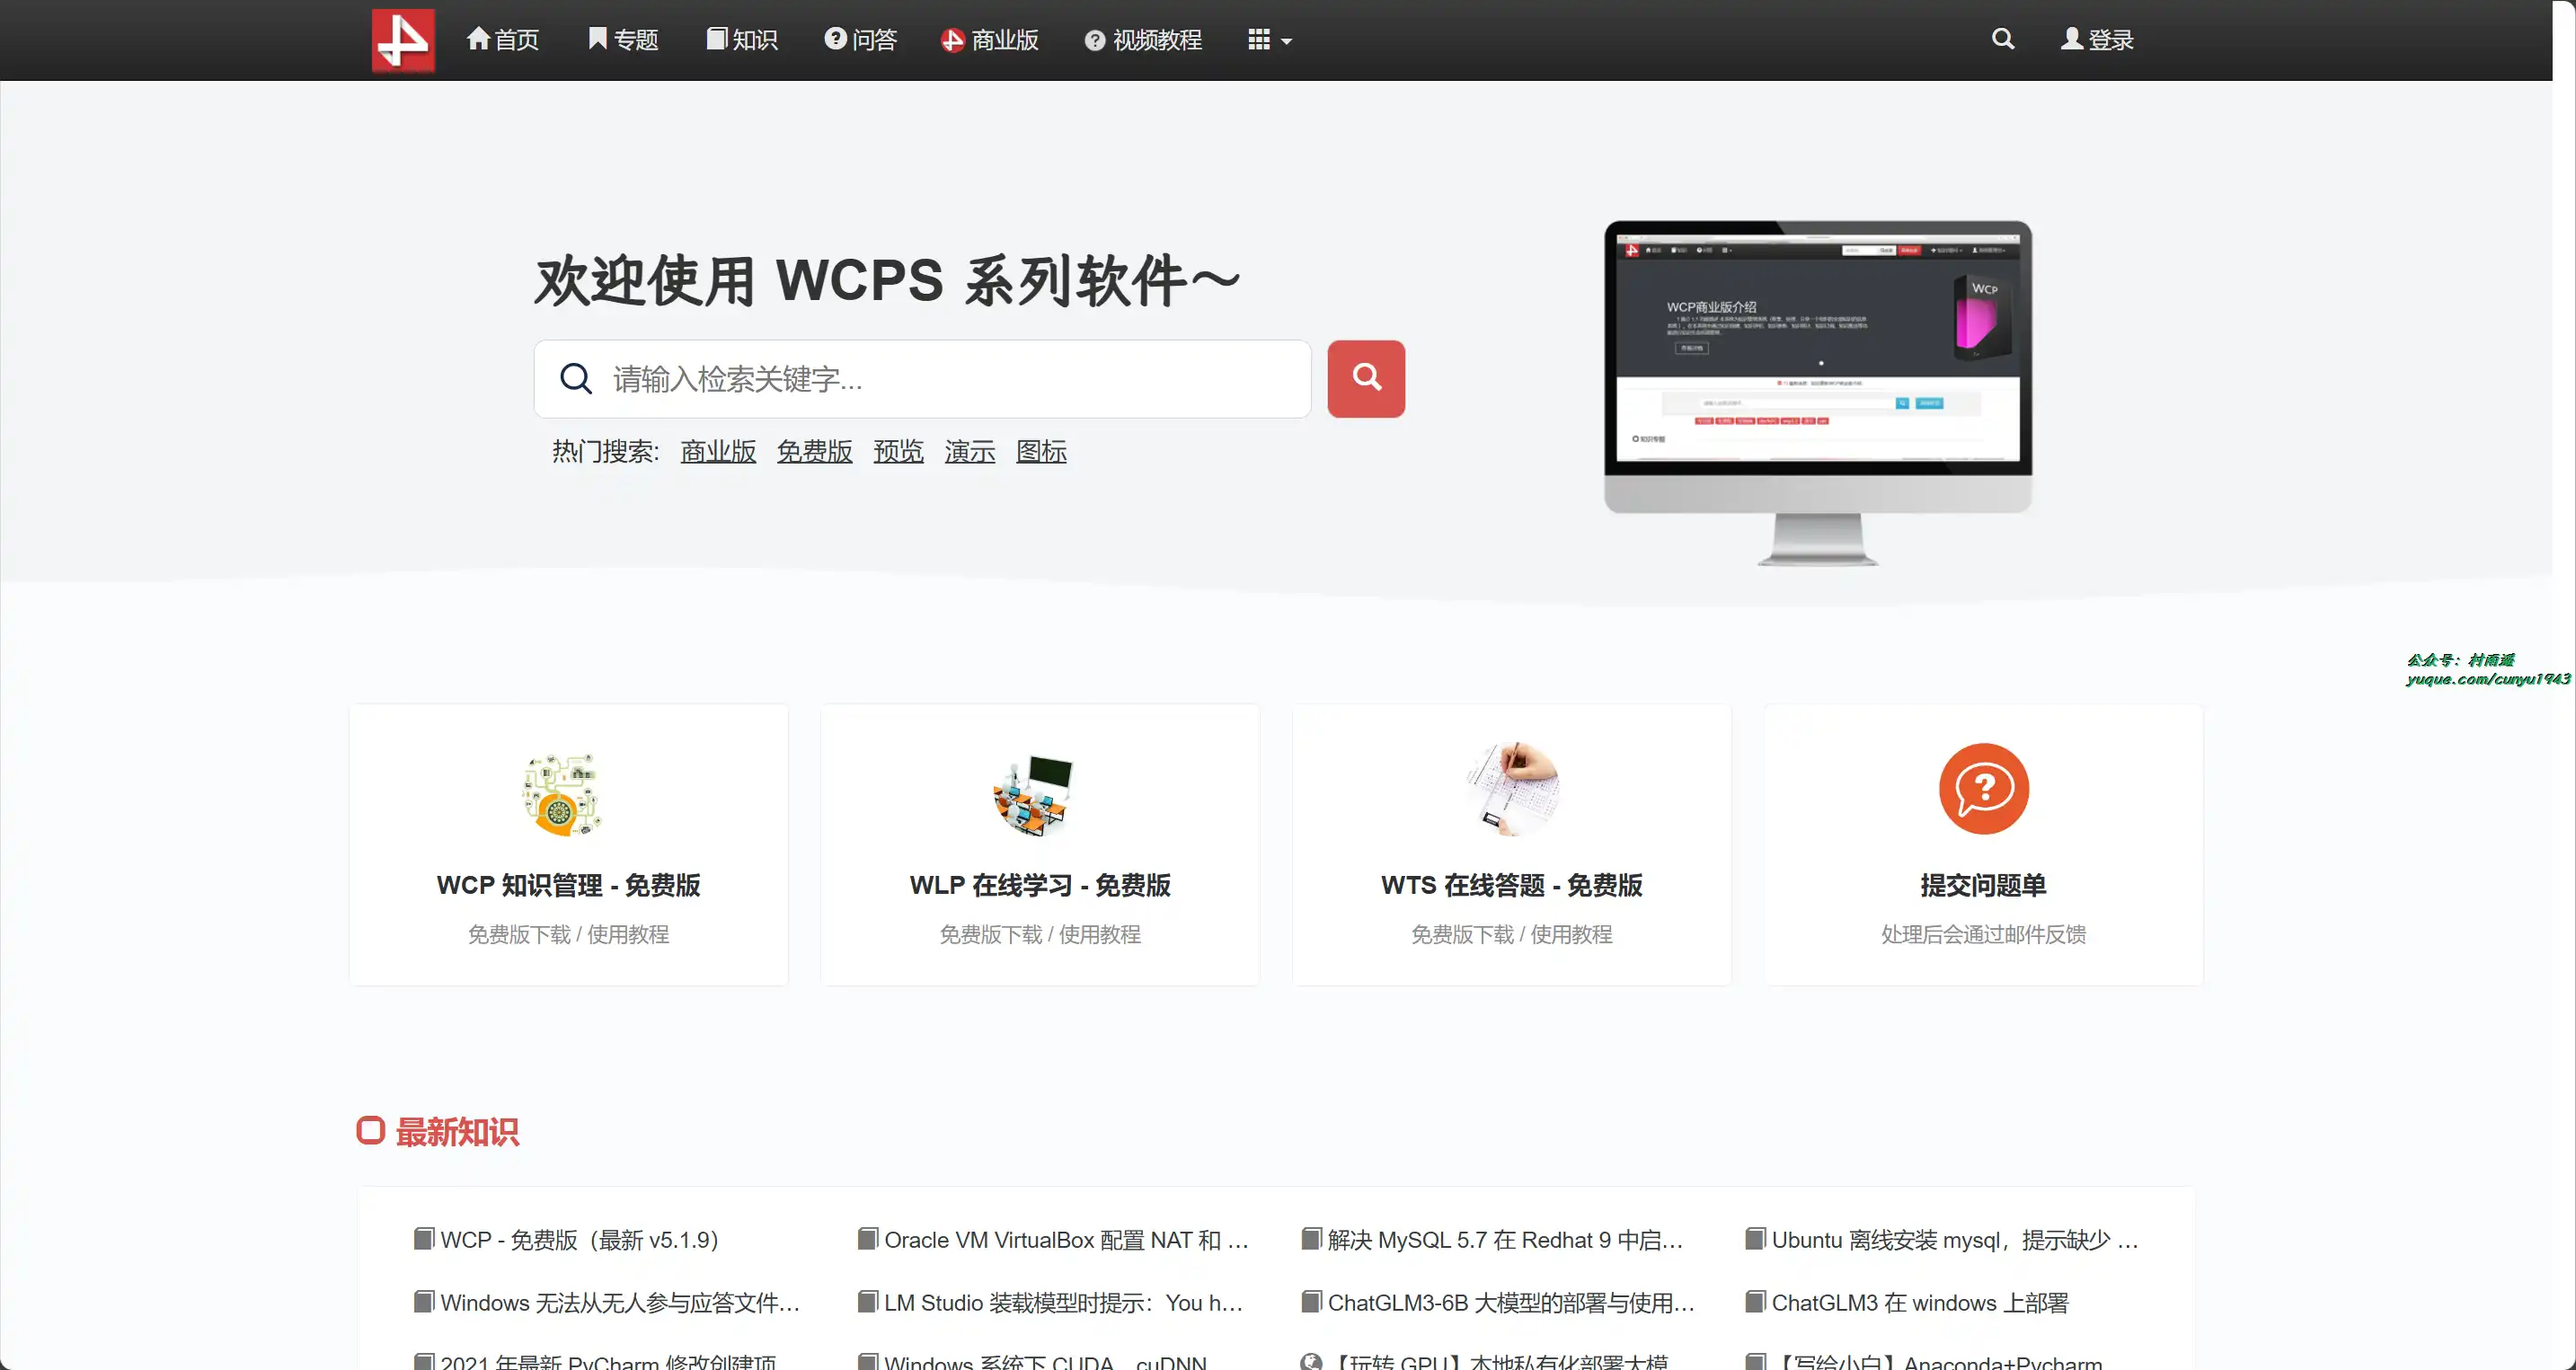 首页 专题 知识 问答 商业版 视频教程 登录
欢迎使用 WCPS 系列软件～
请输入检索关键字...
热门搜索: 商业版 免费版 预览 演示 图标
WCP
WCP商业版介绍
公众号：村雨遥
yuque.com/cunyu1943
WCP 知识管理 - 免费版
免费版下载 / 使用教程
WLP 在线学习 - 免费版
免费版下载 / 使用教程
WTS 在线答题 - 免费版
免费版下载 / 使用教程
提交问题单
处理后会通过邮件反馈
最新知识
WCP - 免费版（最新 v5.1.9） Oracle VM VirtualBox 配置 NAT 和 ... 解决 MySQL 5.7 在 Redhat 9 中启... Ubuntu 离线安装 mysql，提示缺少 ...
Windows 无法从无人参与应答文件... LM Studio 装载模型时提示：You h... ChatGLM3-6B 大模型的部署与使用... ChatGLM3 在 windows 上部署
2021 年最新 PyCharm 修改创建项 Windows 系统下 CUDA、cuDNN 【玩转 GPU】本地私有化部署大模 【写给小白】Anaconda+Pycharm